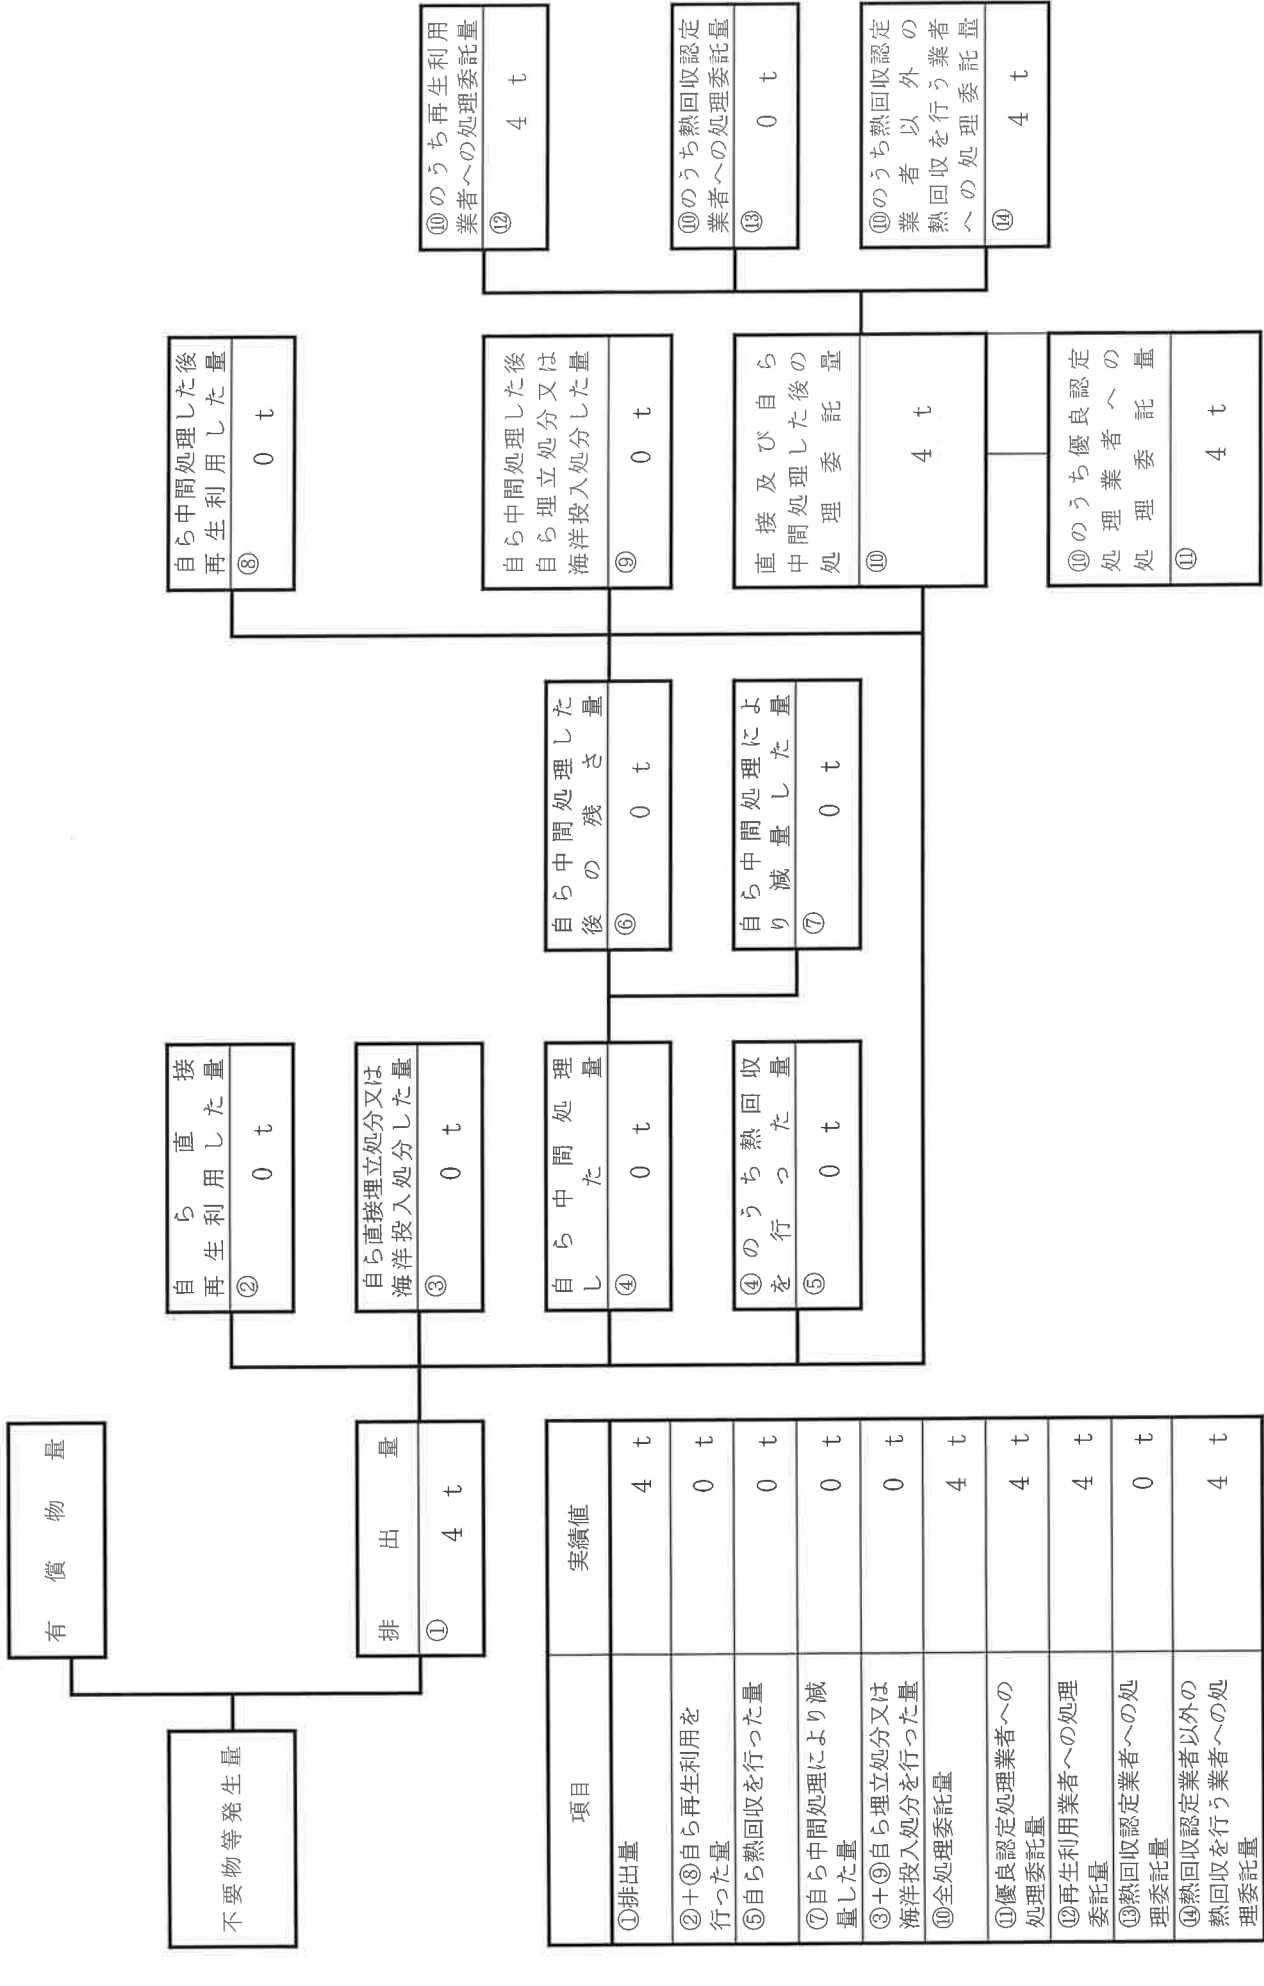 有償物量
不要物等発生量
排出量
①
4 t
自ら直接
再生利用した量
②
0 t
自ら直接埋立処分又は
海洋投入処分した量
③
0 t
自ら中間処理
した量
④
0 t
④のうち熱回収
を行った量
⑤
0 t
自ら中間処理した
後の残さ量
⑥
0 t
自ら中間処理によ
り減量した量
⑦
0 t
自ら中間処理した後
再生利用した量
⑧
0 t
自ら中間処理した後
自ら埋立処分又は
海洋投入処分した量
⑨
0 t
直接及び自ら
中間処理した後の
処理委託量
⑩
4 t
⑩のうち優良認定
処理業者への
処理委託量
⑪
4 t
⑩のうち再生利用
業者への処理委託量
⑫
4 t
⑩のうち熱回収認定
業者への処理委託量
⑬
0 t
⑩のうち熱回収認定
業者以外の
熱回収を行う業者
への処理委託量
⑭
4 t
項目 実績値
①排出量 4 t
②+⑧自ら再生利用を
行った量 0 t
⑤自ら熱回収を行った量 0 t
⑦自ら中間処理により減
量した量 0 t
③+⑨自ら埋立処分又は
海洋投入処分を行った量 0 t
⑩全処理委託量 4 t
⑪優良認定処理業者への
処理委託量 4 t
⑫再生利用業者への処理
委託量 4 t
⑬熱回収認定業者への処
理委託量 0 t
⑭熱回収認定業者以外の
熱回収を行う業者への処
理委託量 4 t